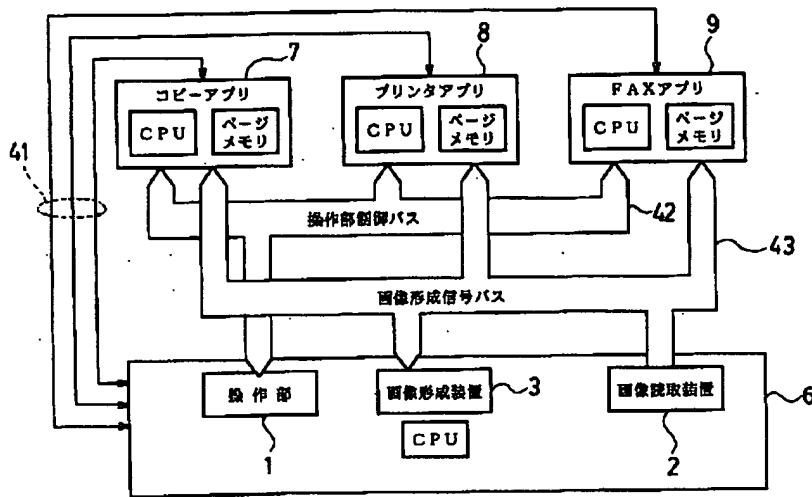 7
8
9
コピーアプリ
CPU
ページ
メモリ
プリンタアプリ
CPU
ページ
メモリ
FAXアプリ
CPU
ページ
メモリ
41
操作部制御バス
42
43
画像形成信号バス
操作部
画像形成装置
3
画像読取装置
6
CPU
1
2